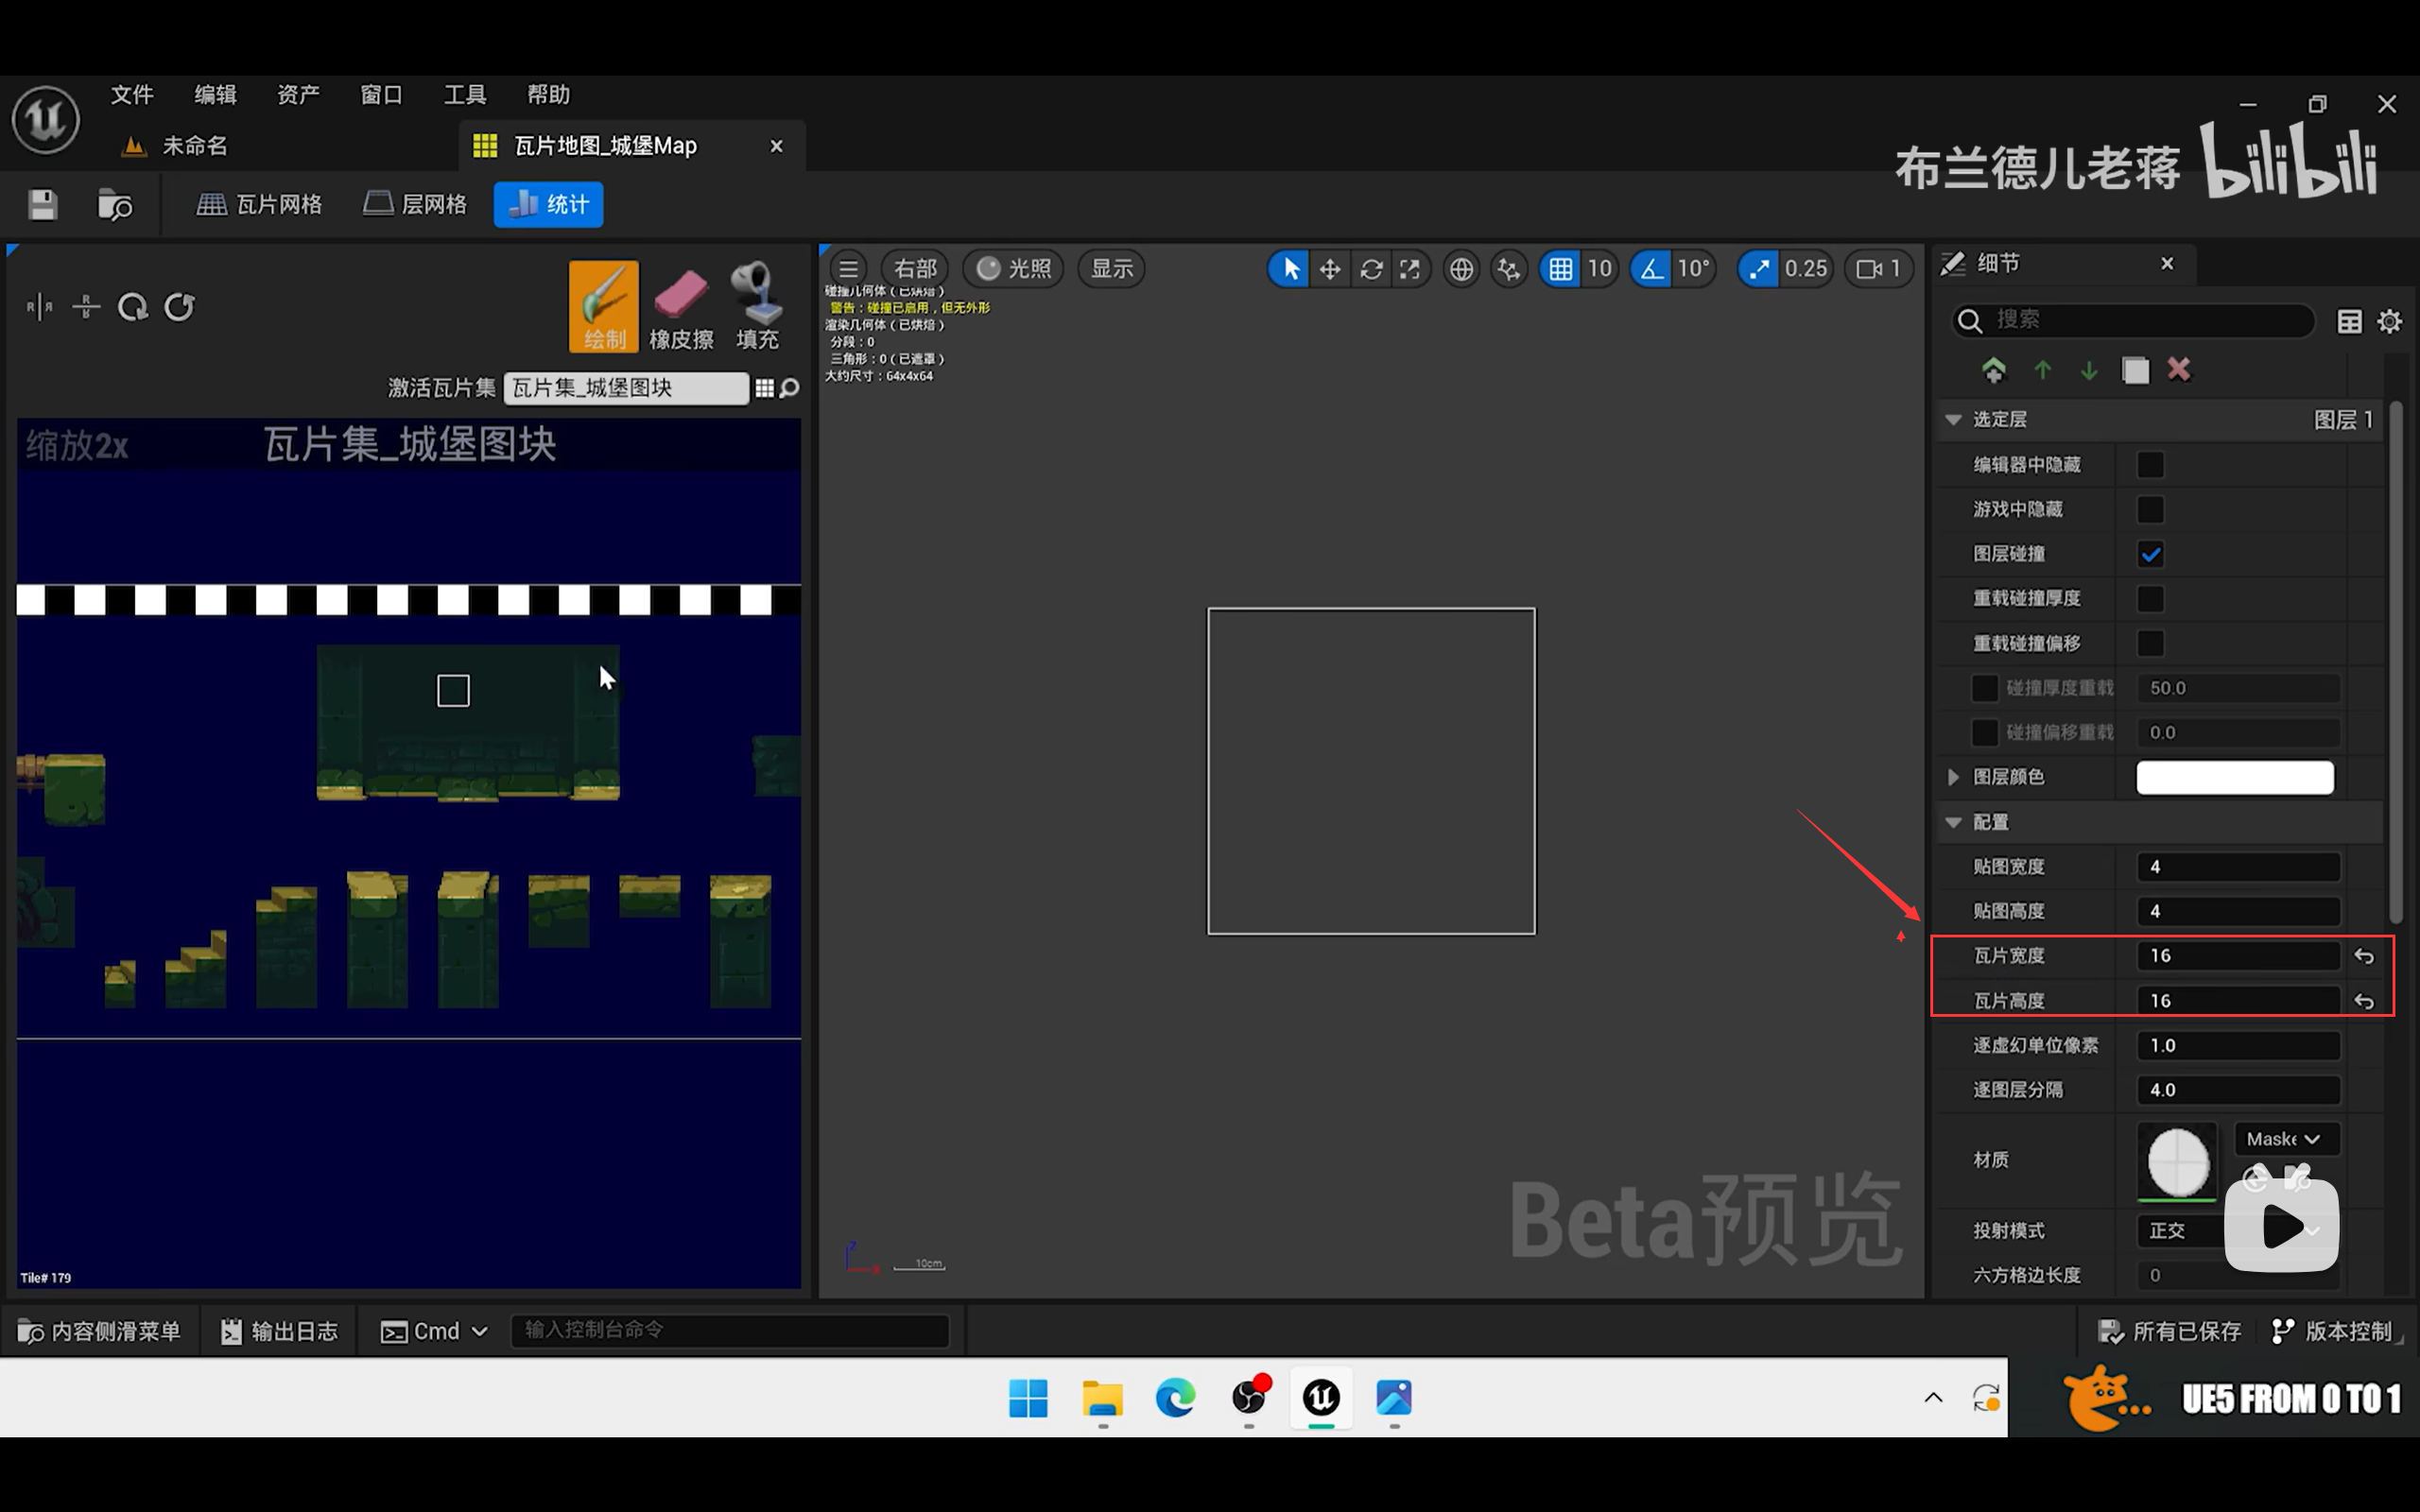 文件 编辑 资产 窗口 工具 帮助
未命名 瓦片地图_城堡Map
布兰德儿老蒋 bilibili
瓦片网格 层网格 统计
绘制 橡皮擦 填充
激活瓦片集 瓦片集_城堡图块
缩放2x 瓦片集_城堡图块
Tile# 179
右部 光照 显示 10 10° 0.25 1
碰撞几何体（已烘焙）
警告：碰撞已启用，但无外形
渲染几何体（已烘焙）
分段：0
三角形：0（已遮罩）
大约尺寸：64x4x64
Z
10cm
Beta预览
细节
搜索
选定层 图层 1
编辑器中隐藏
游戏中隐藏
图层碰撞
重载碰撞厚度
重载碰撞偏移
碰撞厚度重载 50.0
碰撞偏移重载 0.0
图层颜色
配置
贴图宽度 4
贴图高度 4
瓦片宽度 16
瓦片高度 16
逐虚幻单位像素 1.0
逐图层分隔 4.0
材质 Maske
投射模式 正交
六方格边长度 0
内容侧滑菜单 输出日志 Cmd 输入控制台命令 所有已保存 版本控制
UE5 FROM 0 TO 1